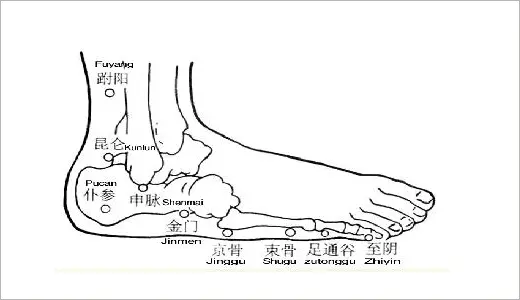 Fuyang
跗阳
昆仑
Kunlun
Pucan
仆参
申脉
Shenmai
金门
Jinmen
京骨
Jinggu
束骨
Shugu
足通谷
zutonggu
至阴
Zhiyin